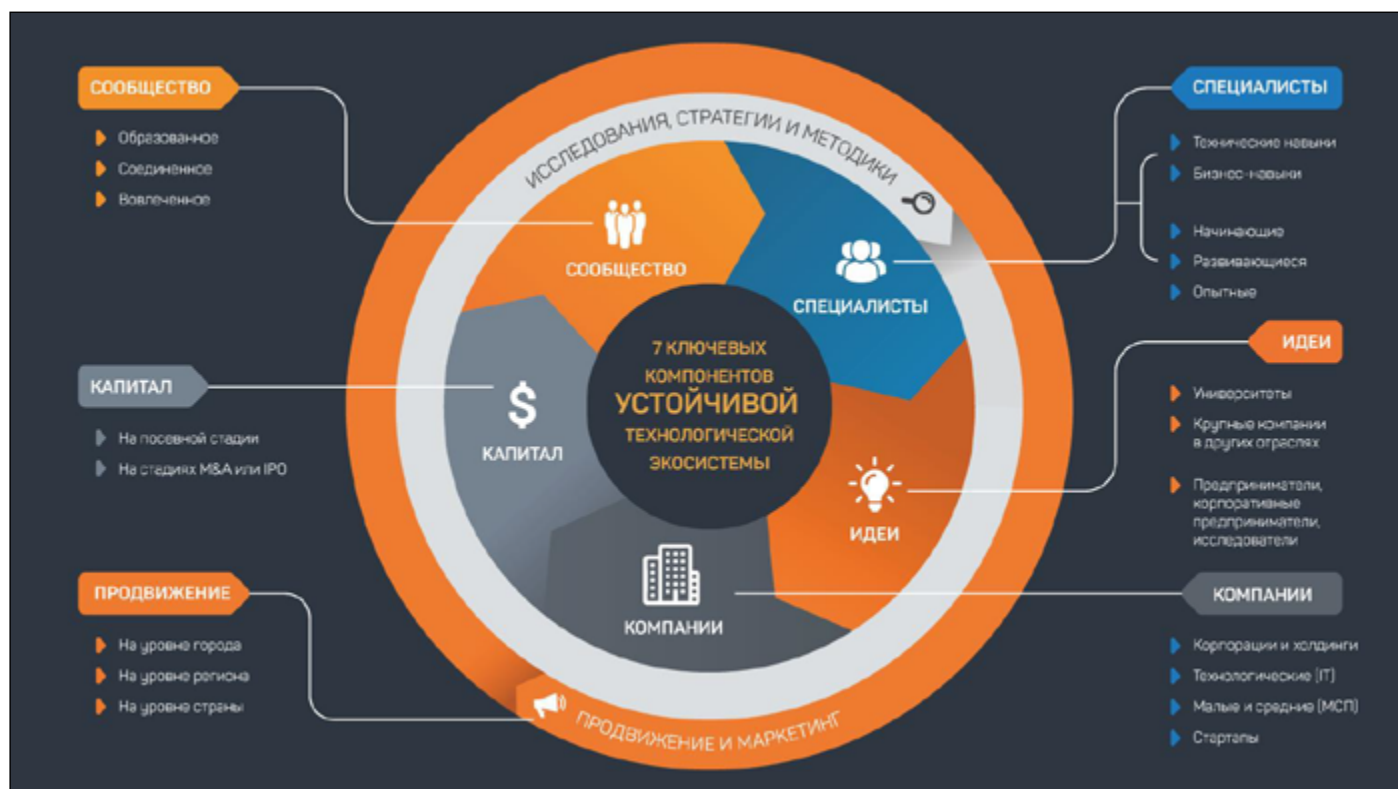 СООБЩЕСТВО
Образованное
Соединенное
Вовлеченное
КАПИТАЛ
На посевной стадии
На стадиях M&A или IPO
ПРОДВИЖЕНИЕ
На уровне города
На уровне региона
На уровне страны
ИССЛЕДОВАНИЯ, СТРАТЕГИИ И МЕТОДИКИ
СООБЩЕСТВО
СПЕЦИАЛИСТЫ
КАПИТАЛ
7 КЛЮЧЕВЫХ
КОМПОНЕНТОВ
УСТОЙЧИВОЙ
ТЕХНОЛОГИЧЕСКОЙ
ЭКОСИСТЕМЫ
ИДЕИ
КОМПАНИИ
ПРОДВИЖЕНИЕ И МАРКЕТИНГ
СПЕЦИАЛИСТЫ
Технические навыки
Бизнес-навыки
Начинающие
Развивающиеся
Опытные
ИДЕИ
Университеты
Крупные компании
в других отраслях
Предприниматели,
корпоративные
предприниматели,
исследователи
КОМПАНИИ
Корпорации и холдинги
Технологические (IT)
Малые и средние (МСП)
Стартапы